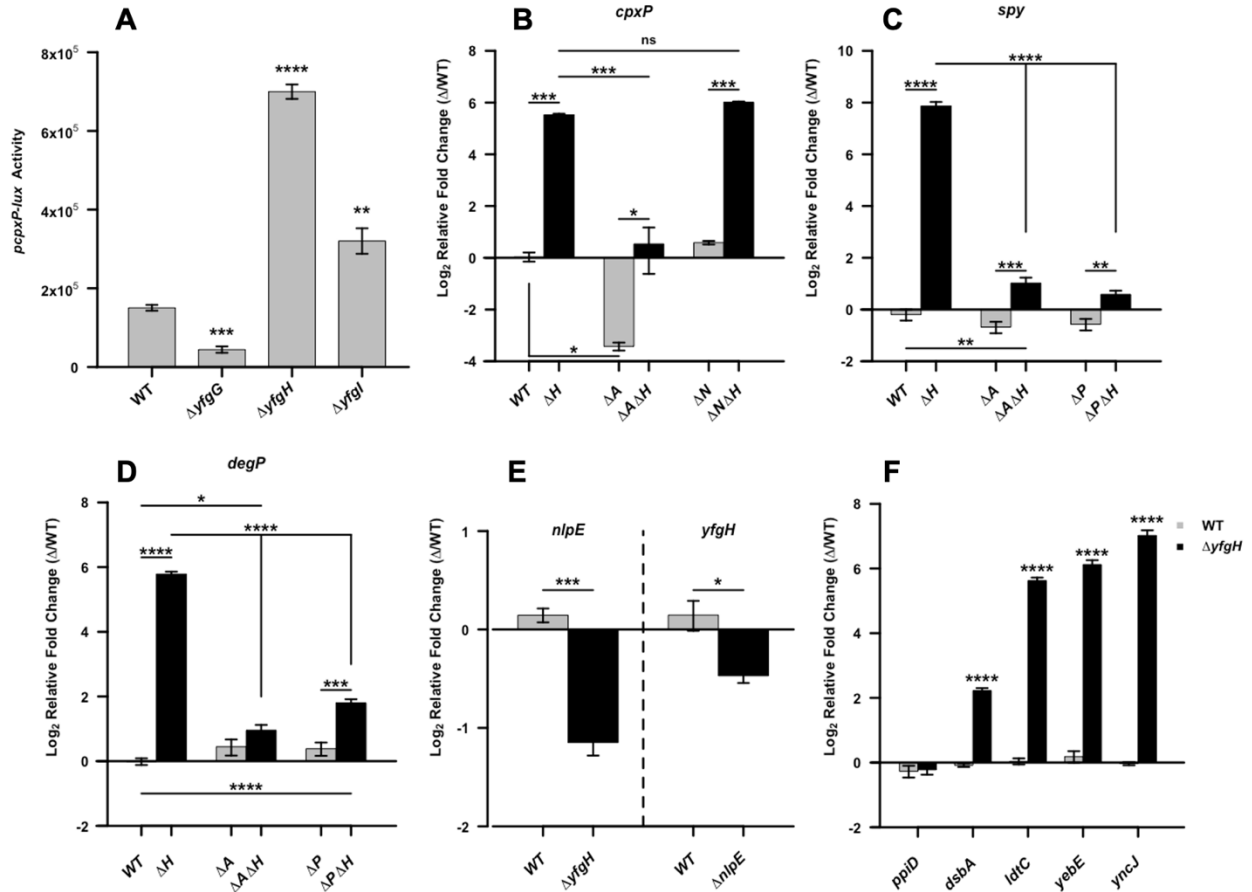 A
pcpxP-lux Activity
8x10⁵
6x10⁵
4x10⁵
2x10⁵
0
****
***
**
WT
ΔyfgG
ΔyfgH
ΔyfgI
B
cpxP
Log₂ Relative Fold Change (Δ/WT)
8
6
4
2
0
-2
-4
ns
***
***
***
*
*
WT
ΔH
ΔA
ΔAΔH
ΔN
ΔNΔH
C
spy
Log₂ Relative Fold Change (Δ/WT)
10
8
6
4
2
0
-2
****
****
***
**
**
WT
ΔH
ΔA
ΔAΔH
ΔP
ΔPΔH
D
degP
Log₂ Relative Fold Change (Δ/WT)
8
6
4
2
0
-2
*
****
****
***
****
WT
ΔH
ΔA
ΔAΔH
ΔP
ΔPΔH
E
nlpE
yfgH
Log₂ Relative Fold Change (Δ/WT)
1
0
-1
-2
***
*
WT
ΔyfgH
WT
ΔnlpE
F
Log₂ Relative Fold Change (Δ/WT)
8
6
4
2
0
-2
****
****
****
****
WT
ΔyfgH
ppiD
dsbA
ldtC
yebE
yncJ